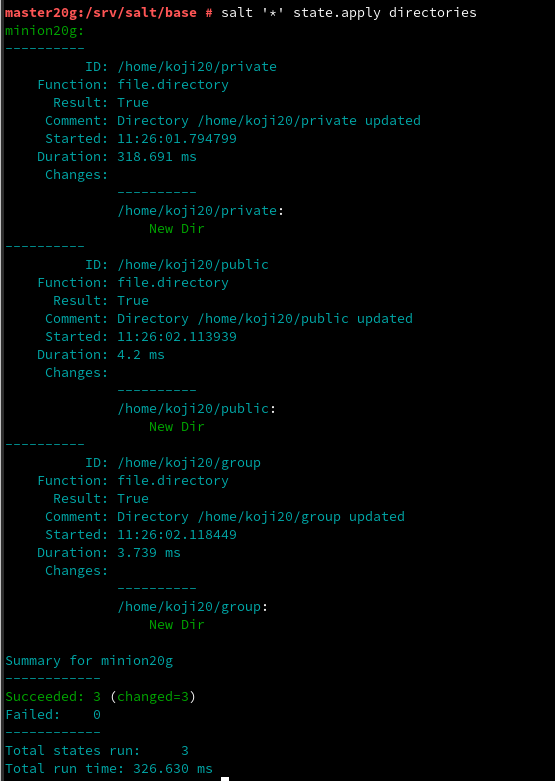 master20g:/srv/salt/base # salt '*' state.apply directories
minion20g:
----------
          ID: /home/koji20/private
    Function: file.directory
      Result: True
     Comment: Directory /home/koji20/private updated
     Started: 11:26:01.794799
    Duration: 318.691 ms
     Changes:
              ----------
              /home/koji20/private:
                  New Dir
----------
          ID: /home/koji20/public
    Function: file.directory
      Result: True
     Comment: Directory /home/koji20/public updated
     Started: 11:26:02.113939
    Duration: 4.2 ms
     Changes:
              ----------
              /home/koji20/public:
                  New Dir
----------
          ID: /home/koji20/group
    Function: file.directory
      Result: True
     Comment: Directory /home/koji20/group updated
     Started: 11:26:02.118449
    Duration: 3.739 ms
     Changes:
              ----------
              /home/koji20/group:
                  New Dir

Summary for minion20g
------------
Succeeded: 3 (changed=3)
Failed:    0
------------
Total states run:     3
Total run time: 326.630 ms